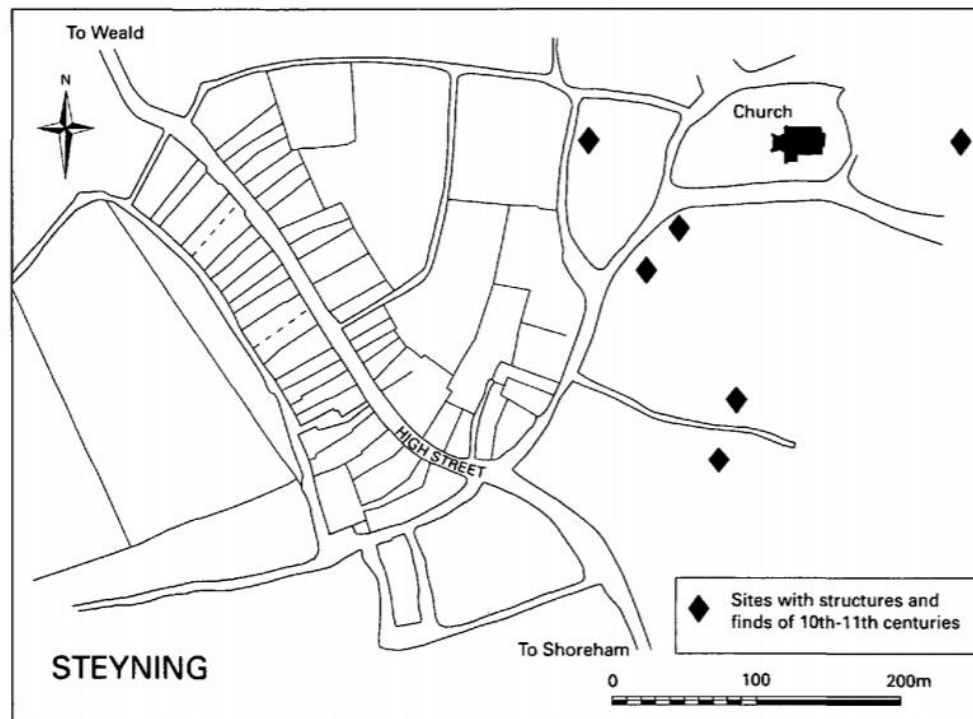 To Weald
N
Church
HIGH STREET
Sites with structures and
finds of 10th-11th centuries
To Shoreham
STEYNING
0 100 200m